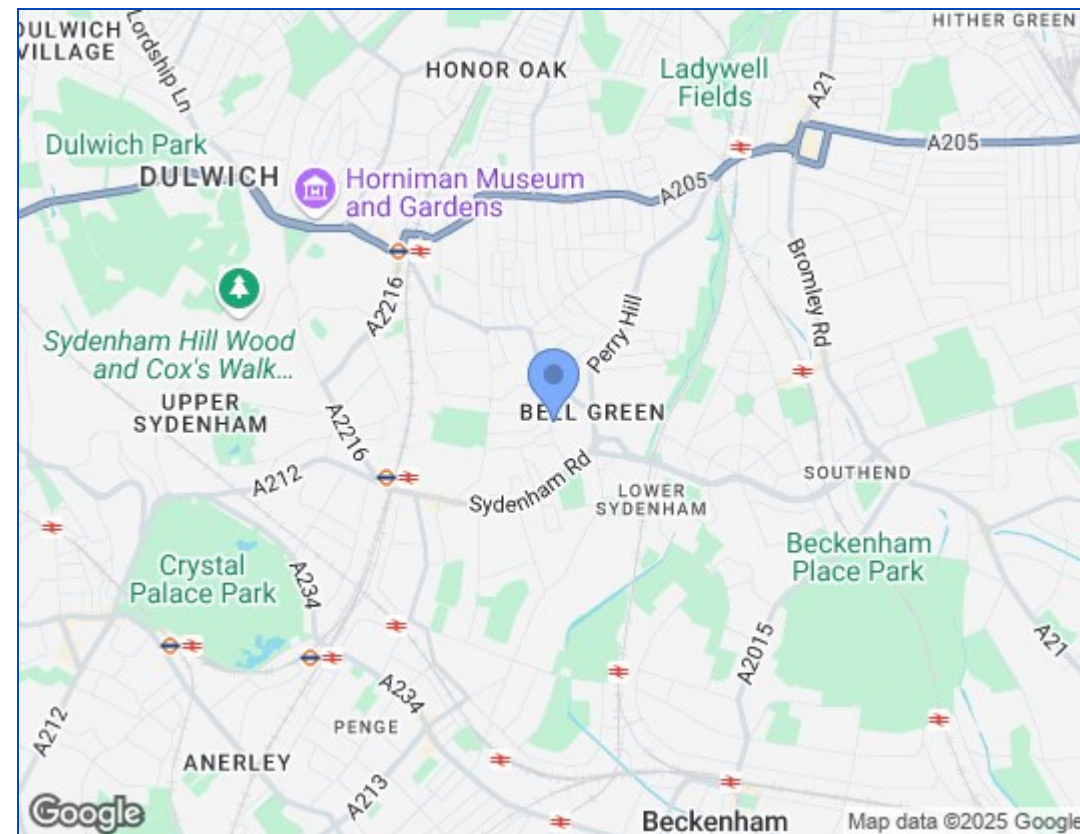 DULWICH
VILLAGE
Lordship Ln
HONOR OAK
Ladywell
Fields
A21
HITHER GREEN
Dulwich Park
DULWICH
Horniman Museum
and Gardens
A205
A205
A2216
Perry Hill
Bromley Rd
Sydenham Hill Wood
and Cox's Walk...
UPPER
SYDENHAM
A2216
BELL GREEN
A212
Sydenham Rd
LOWER
SYDENHAM
SOUTHEND
Crystal
Palace Park
A234
Beckenham
Place Park
A2015
A21
A234
A212
PENGE
ANERLEY
A213
Beckenham
Google
Map data ©2025 Google